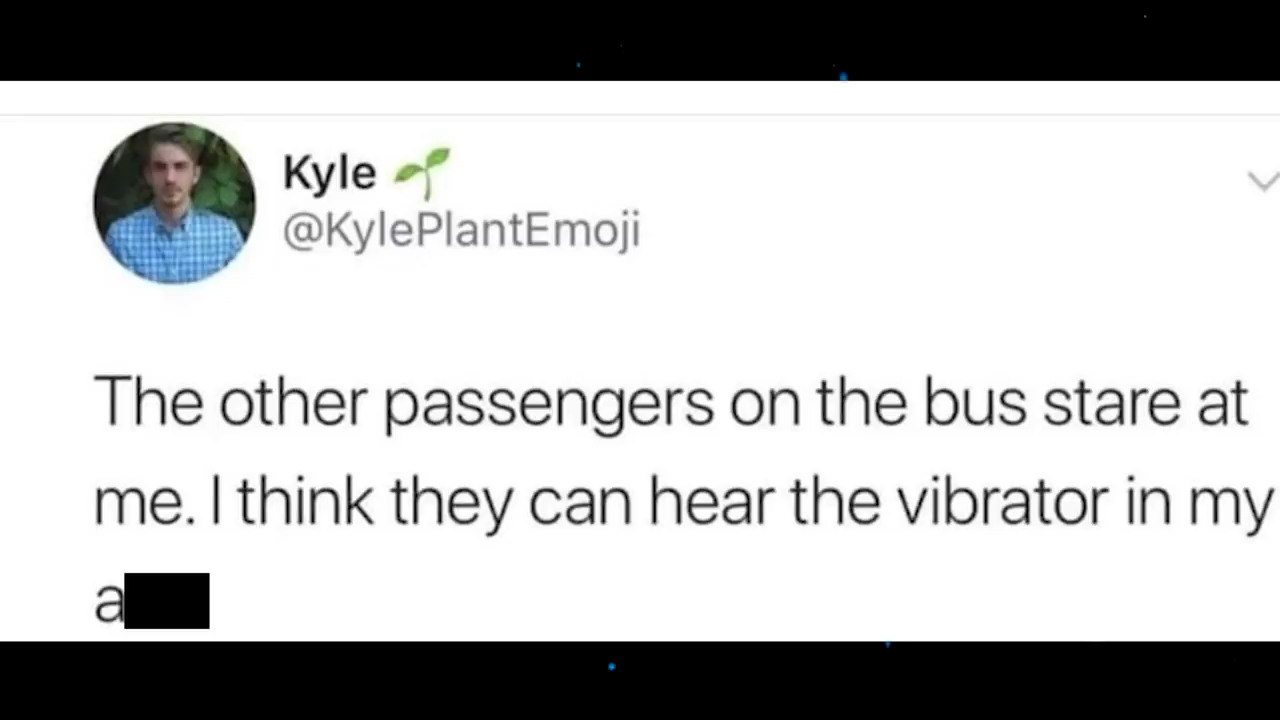 Kyle 🌱
@KylePlantEmoji
The other passengers on the bus stare at
me. I think they can hear the vibrator in my
a